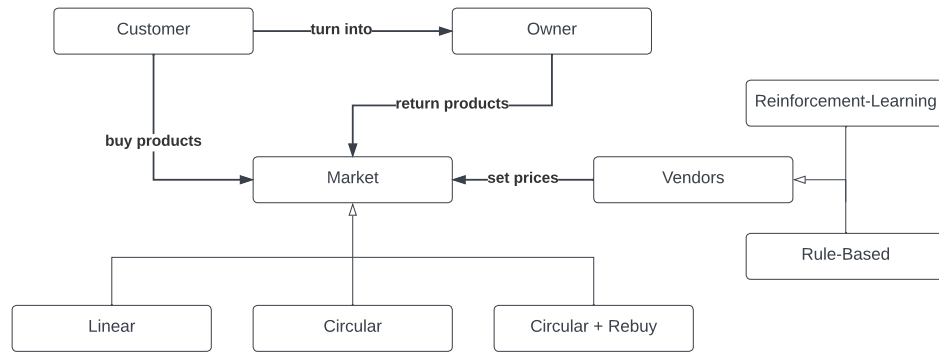 Customer
turn into
Owner
Reinforcement-Learning
return products
buy products
Market
set prices
Vendors
Rule-Based
Linear
Circular
Circular + Rebuy